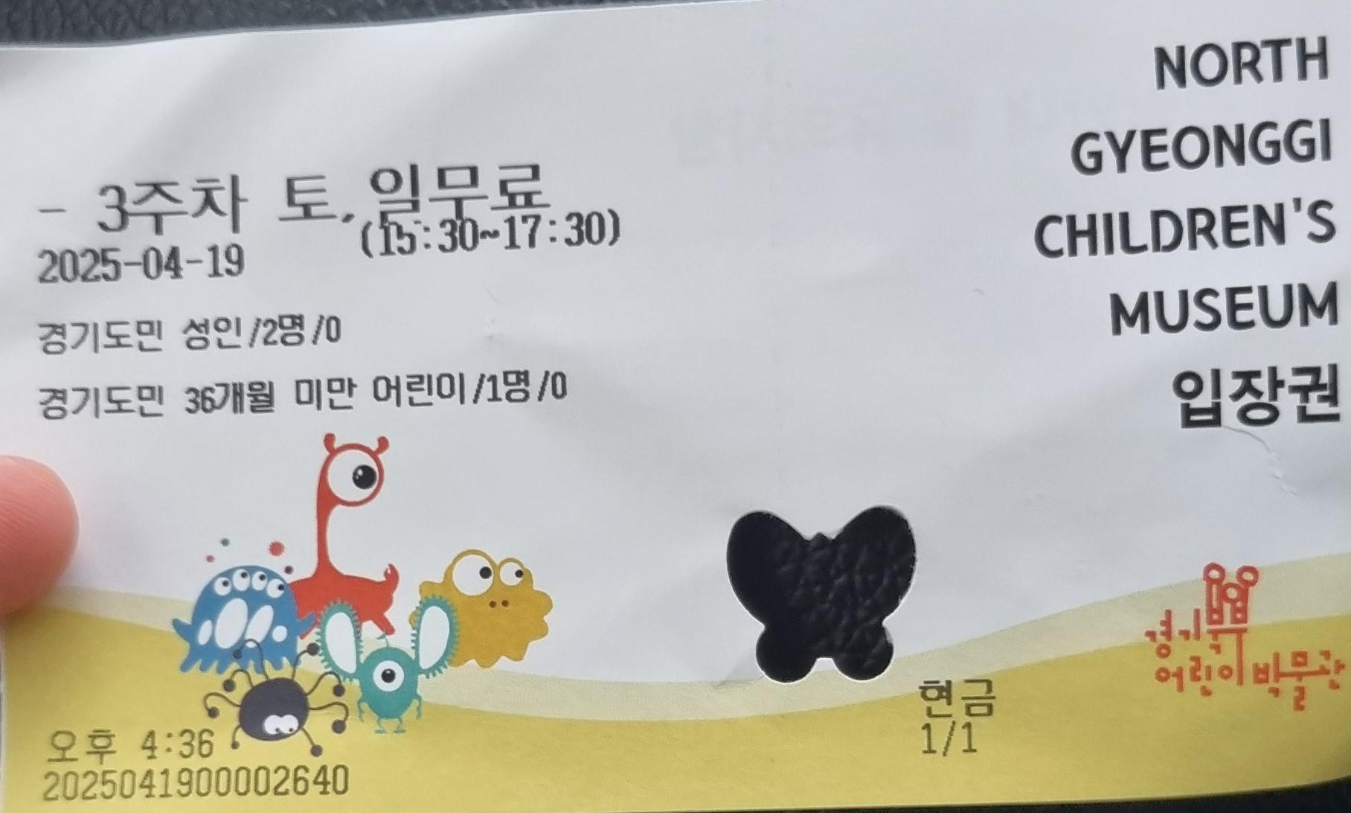 - 3주차 토.일무료
(15:30~17:30)
2025-04-19
경기도민 성인/2명/0
경기도민 36개월 미만 어린이/1명/0
NORTH
GYEONGGI
CHILDREN'S
MUSEUM
입장권
오후 4:36
2025041900002640
현금
1/1
경기북부
어린이박물관